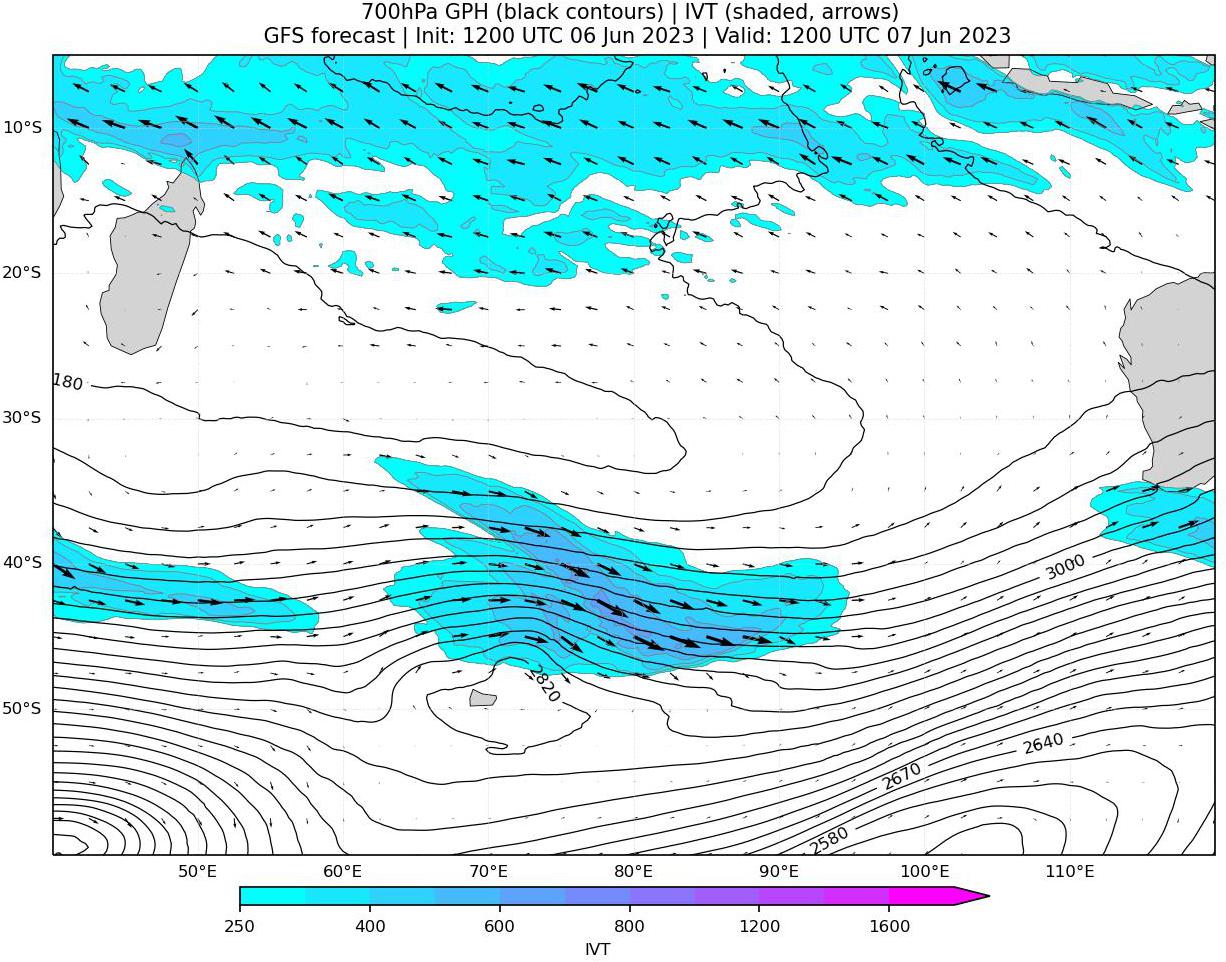 700hPa GPH (black contours) | IVT (shaded, arrows)
GFS forecast | Init: 1200 UTC 06 Jun 2023 | Valid: 1200 UTC 07 Jun 2023
10°S
20°S
180
30°S
40°S
3000
2820
50°S
2640
2670
2580
50°E 60°E 70°E 80°E 90°E 100°E 110°E
250 400 600 800 1200 1600
IVT